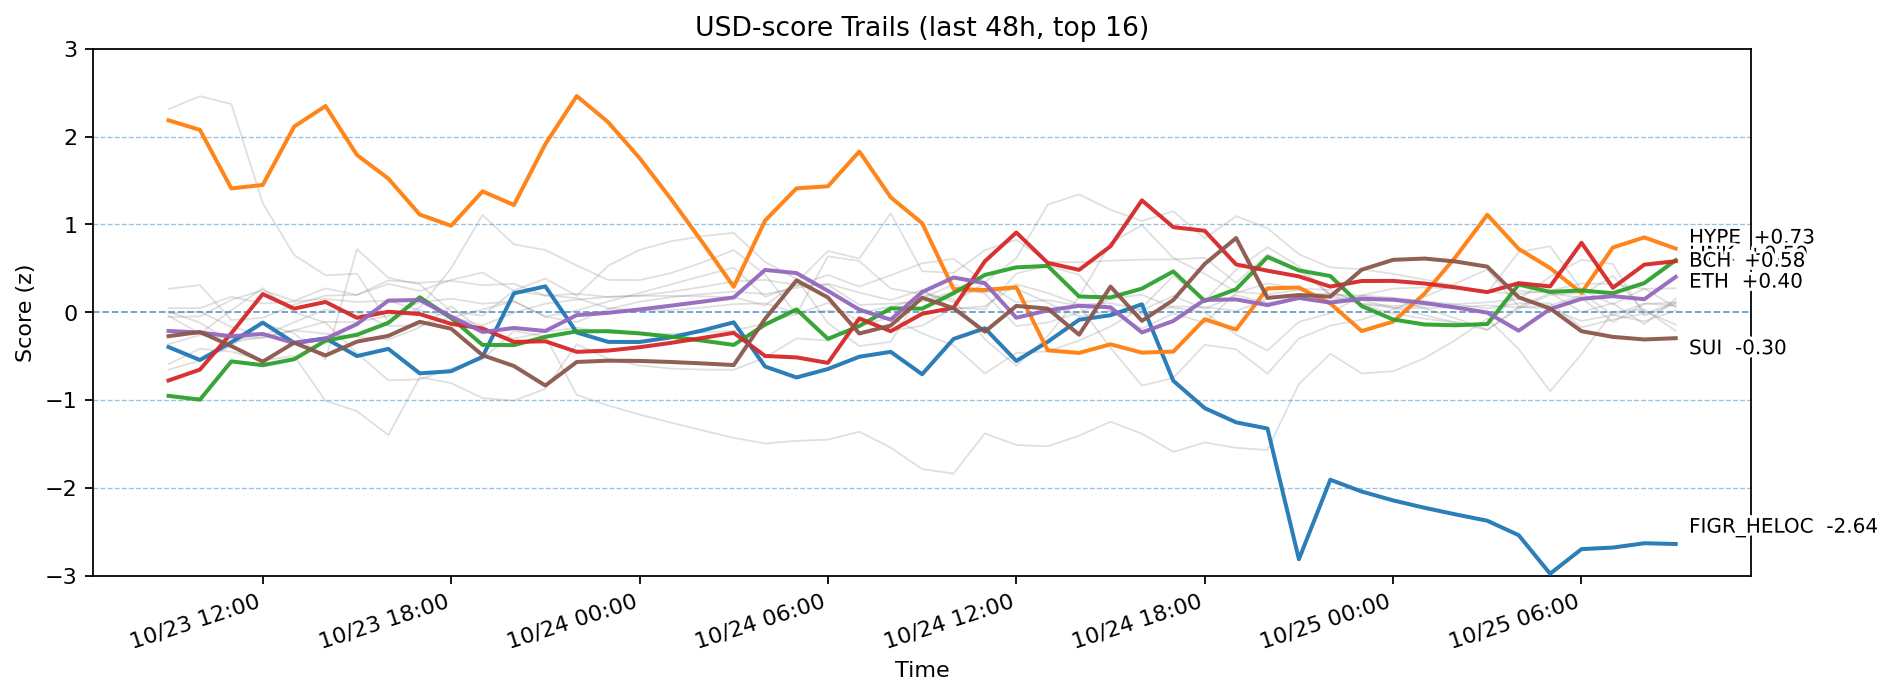 USD-score Trails (last 48h, top 16)
Score (z)
3
2
1
0
−1
−2
−3
HYPE +0.73
BCH +0.58
ETH +0.40
SUI -0.30
FIGR_HELOC -2.64
10/23 12:00
10/23 18:00
10/24 00:00
10/24 06:00
10/24 12:00
10/24 18:00
10/25 00:00
10/25 06:00
Time